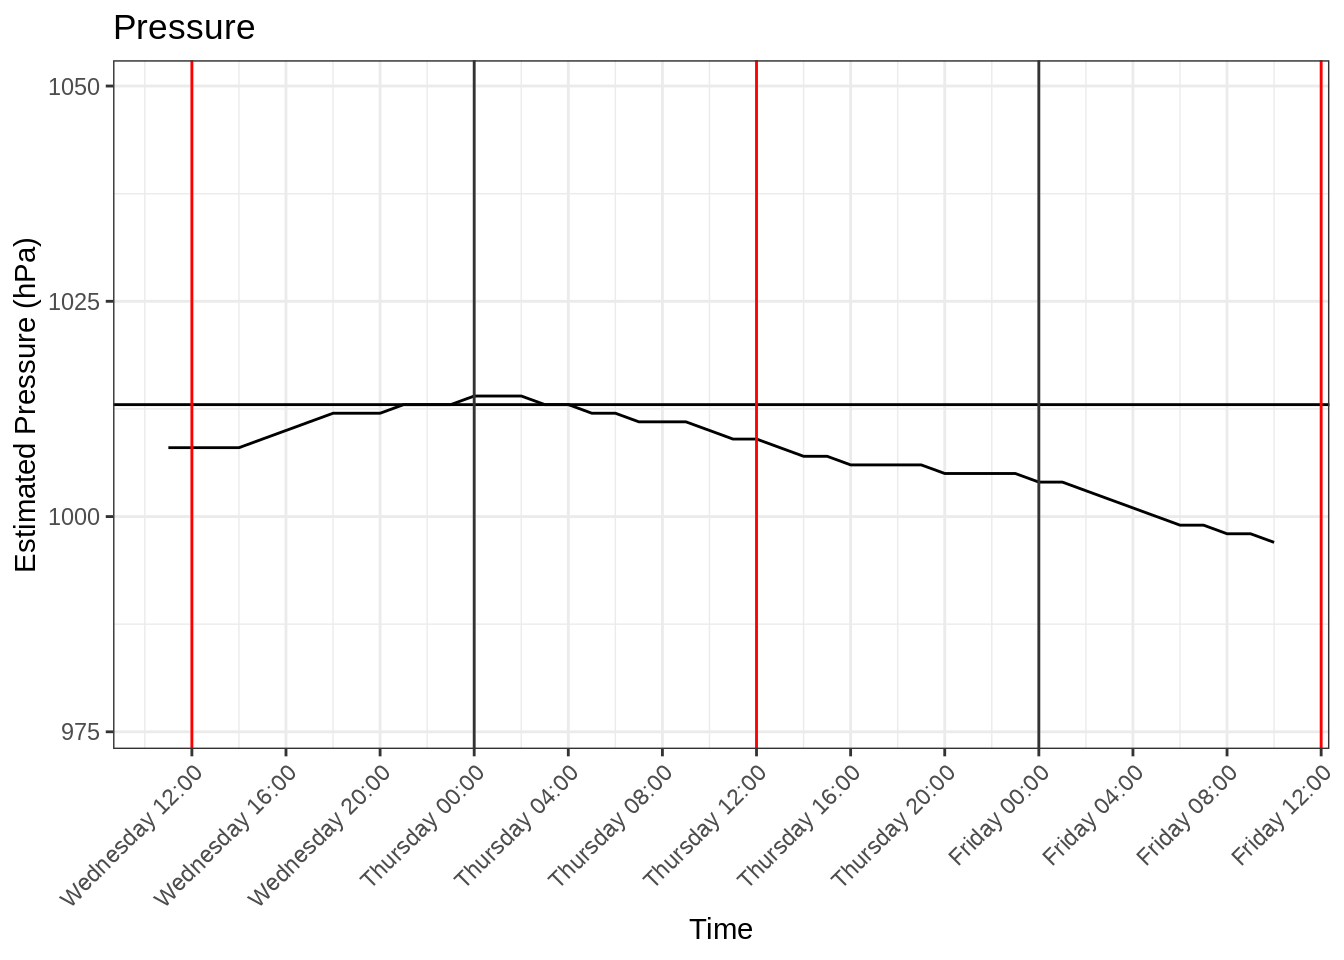 Pressure
Estimated Pressure (hPa)
1050
1025
1000
975
Wednesday 12:00
Wednesday 16:00
Wednesday 20:00
Thursday 00:00
Thursday 04:00
Thursday 08:00
Thursday 12:00
Thursday 16:00
Thursday 20:00
Friday 00:00
Friday 04:00
Friday 08:00
Friday 12:00
Time